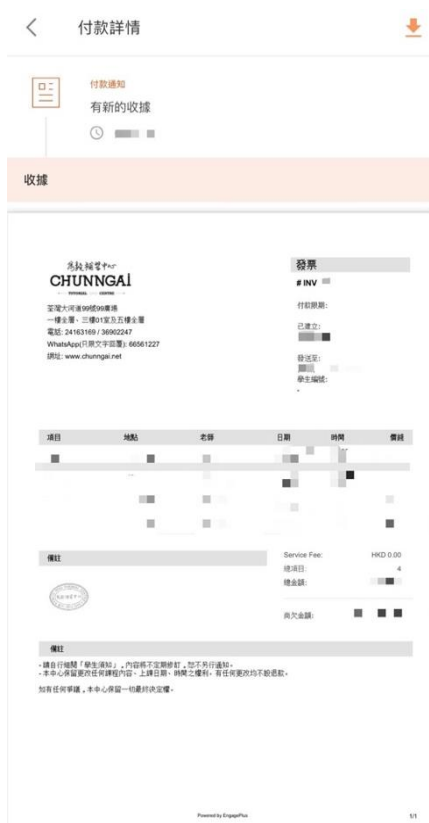 付款詳情
付款通知
有新的收據
收據
CHUNNGAI
TUTORIAL CENTRE
荃灣大河道99號99廣場
一樓全層、三樓01室及五樓全層
電話: 24163169 / 36902247
WhatsApp(只限文字回覆): 66561227
網址: www.chunngai.net
發票
# INV
付款限期:
已建立:
發送至:
學生編號:
-
項目 地點 老師 日期 時間 價錢
備註
Service Fee: HKD 0.00
總項目: 4
總金額:
尚欠金額:
備註
- 請自行細閱「學生須知」，內容將不定期修訂，恕不另行通知。
- 本中心保留更改任何課程內容、上課日期、時間之權利，有任何更改均不設退款。
如有任何爭議，本中心保留一切最終決定權。
Powered by EngagePlus
1/1